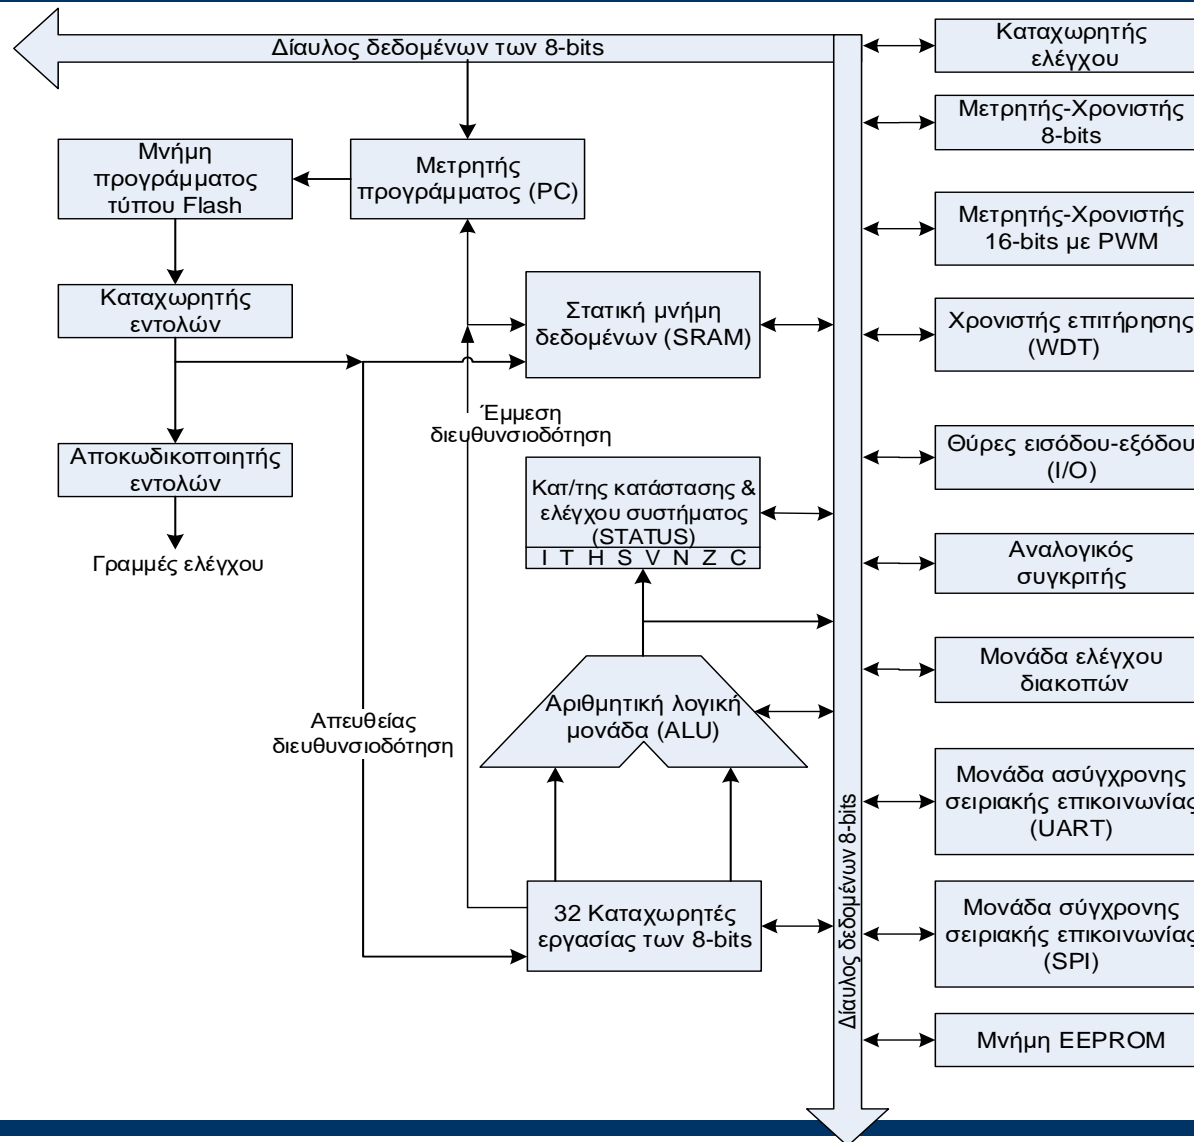 Δίαυλος δεδομένων των 8-bits
Καταχωρητής
ελέγχου
Μετρητής-Χρονιστής
8-bits
Μνήμη
προγράμματος
τύπου Flash
Μετρητής
προγράμματος (PC)
Μετρητής-Χρονιστής
16-bits με PWM
Καταχωρητής
εντολών
Στατική μνήμη
δεδομένων (SRAM)
Χρονιστής επιτήρησης
(WDT)
Έμμεση
διευθυνσιοδότηση
Αποκωδικοποιητής
εντολών
Θύρες εισόδου-εξόδου
(I/O)
Κατ/της κατάστασης &
ελέγχου συστήματος
(STATUS)
I T H S V N Z C
Γραμμές ελέγχου
Αναλογικός
συγκριτής
Μονάδα ελέγχου
διακοπών
Αριθμητική λογική
μονάδα (ALU)
Απευθείας
διευθυνσιοδότηση
Μονάδα ασύγχρονης
σειριακής επικοινωνίας
(UART)
Δίαυλος δεδομένων 8-bits
32 Καταχωρητές
εργασίας των 8-bits
Μονάδα σύγχρονης
σειριακής επικοινωνίας
(SPI)
Μνήμη EEPROM